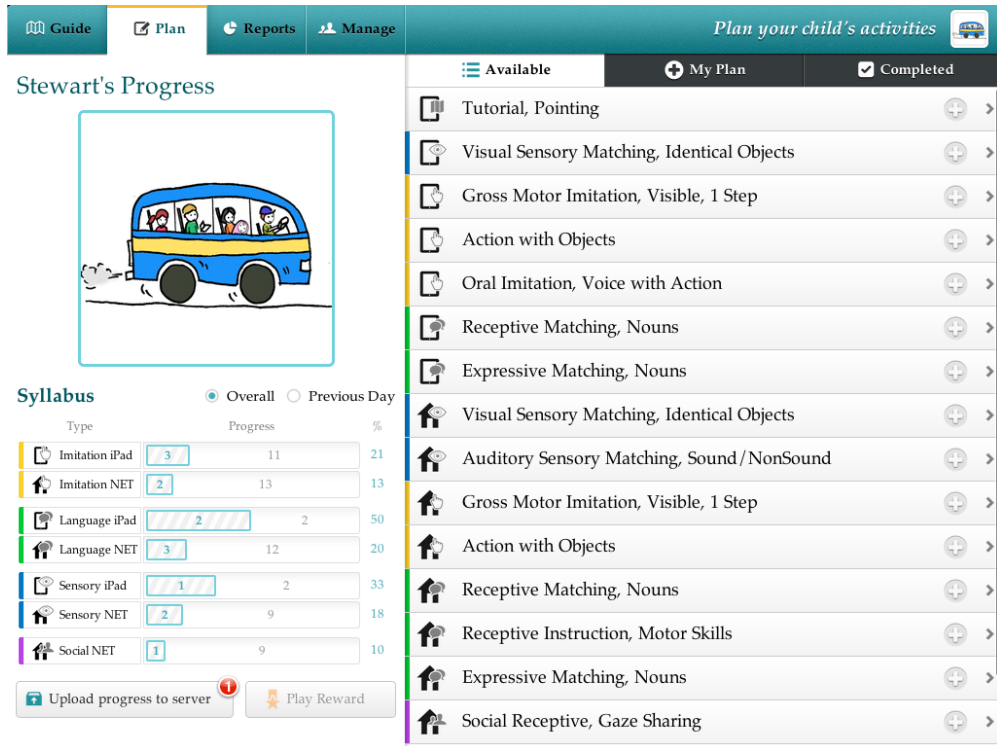 Guide
Plan
Reports
Manage
Plan your child's activities
Stewart's Progress
Syllabus
Overall
Previous Day
Type
Progress
%
Imitation iPad
3
11
21
Imitation NET
2
13
13
Language iPad
2
2
50
Language NET
3
12
20
Sensory iPad
1
2
33
Sensory NET
2
9
18
Social NET
1
9
10
Upload progress to server
1
Play Reward
Available
My Plan
Completed
Tutorial, Pointing
Visual Sensory Matching, Identical Objects
Gross Motor Imitation, Visible, 1 Step
Action with Objects
Oral Imitation, Voice with Action
Receptive Matching, Nouns
Expressive Matching, Nouns
Visual Sensory Matching, Identical Objects
Auditory Sensory Matching, Sound/NonSound
Gross Motor Imitation, Visible, 1 Step
Action with Objects
Receptive Matching, Nouns
Receptive Instruction, Motor Skills
Expressive Matching, Nouns
Social Receptive, Gaze Sharing